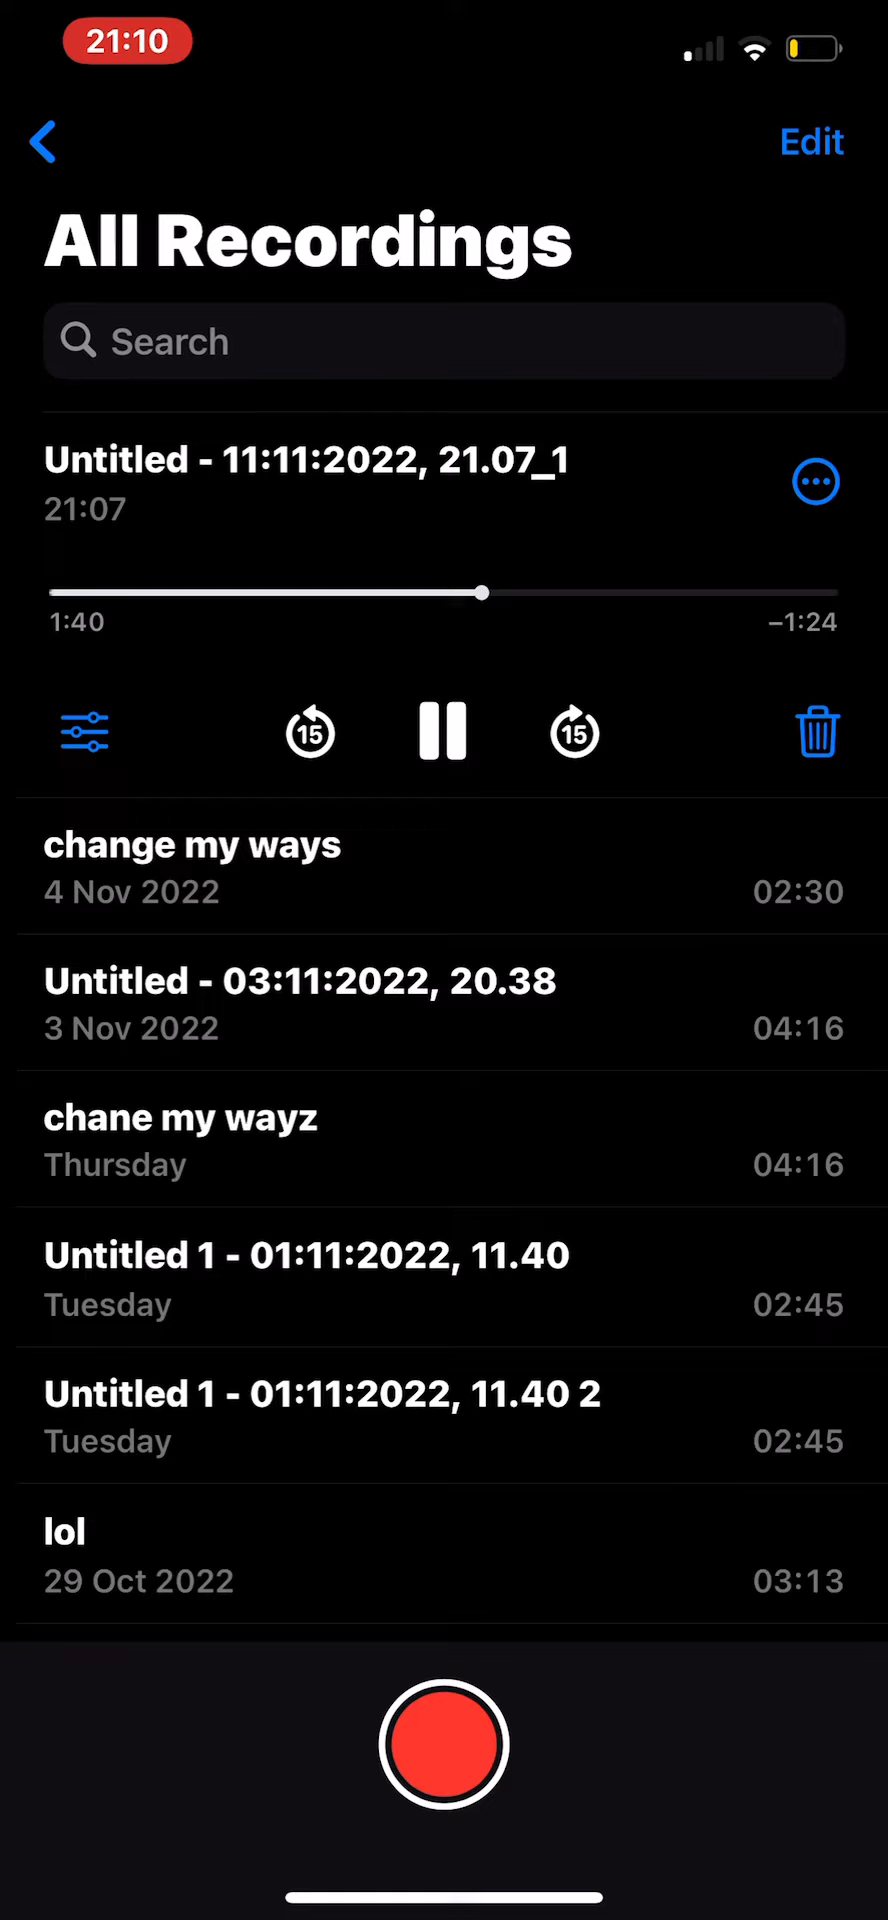 21:10
Edit
All Recordings
Search
Untitled - 11:11:2022, 21.07_1
21:07
1:40 –1:24
15 15
change my ways
4 Nov 2022 02:30
Untitled - 03:11:2022, 20.38
3 Nov 2022 04:16
chane my wayz
Thursday 04:16
Untitled 1 - 01:11:2022, 11.40
Tuesday 02:45
Untitled 1 - 01:11:2022, 11.40 2
Tuesday 02:45
lol
29 Oct 2022 03:13